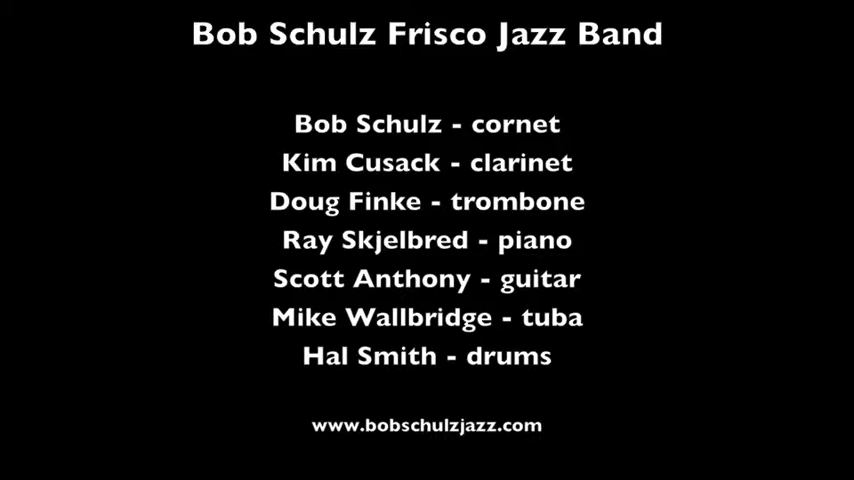 Bob Schulz Frisco Jazz Band
Bob Schulz - cornet
Kim Cusack - clarinet
Doug Finke - trombone
Ray Skjelbred - piano
Scott Anthony - guitar
Mike Wallbridge - tuba
Hal Smith - drums
www.bobschulzjazz.com